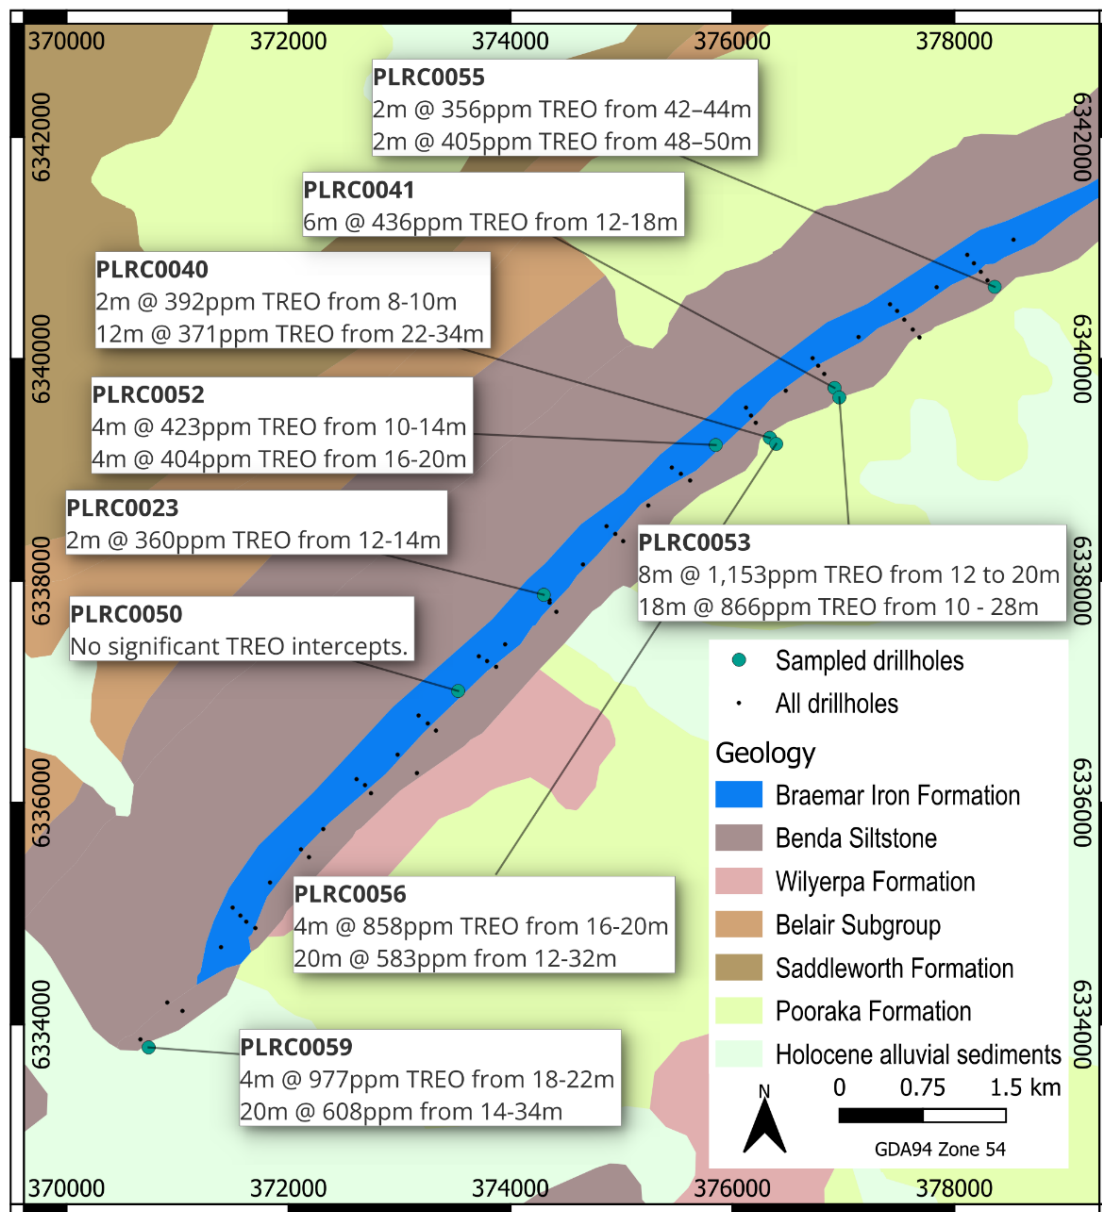 370000
372000
374000
376000
378000
6342000
6342000
PLRC0055
2m @ 356ppm TREO from 42–44m
2m @ 405ppm TREO from 48–50m
PLRC0041
6m @ 436ppm TREO from 12-18m
PLRC0040
2m @ 392ppm TREO from 8-10m
12m @ 371ppm TREO from 22-34m
6340000
6340000
PLRC0052
4m @ 423ppm TREO from 10-14m
4m @ 404ppm TREO from 16-20m
PLRC0023
2m @ 360ppm TREO from 12-14m
PLRC0053
8m @ 1,153ppm TREO from 12 to 20m
18m @ 866ppm TREO from 10 - 28m
6338000
6338000
PLRC0050
No significant TREO intercepts.
Sampled drillholes
All drillholes
Geology
Braemar Iron Formation
Benda Siltstone
Wilyerpa Formation
Belair Subgroup
Saddleworth Formation
Pooraka Formation
Holocene alluvial sediments
6336000
6336000
PLRC0056
4m @ 858ppm TREO from 16-20m
20m @ 583ppm from 12-32m
6334000
6334000
PLRC0059
4m @ 977ppm TREO from 18-22m
20m @ 608ppm from 14-34m
N
0 0.75 1.5 km
GDA94 Zone 54
370000
372000
374000
376000
378000